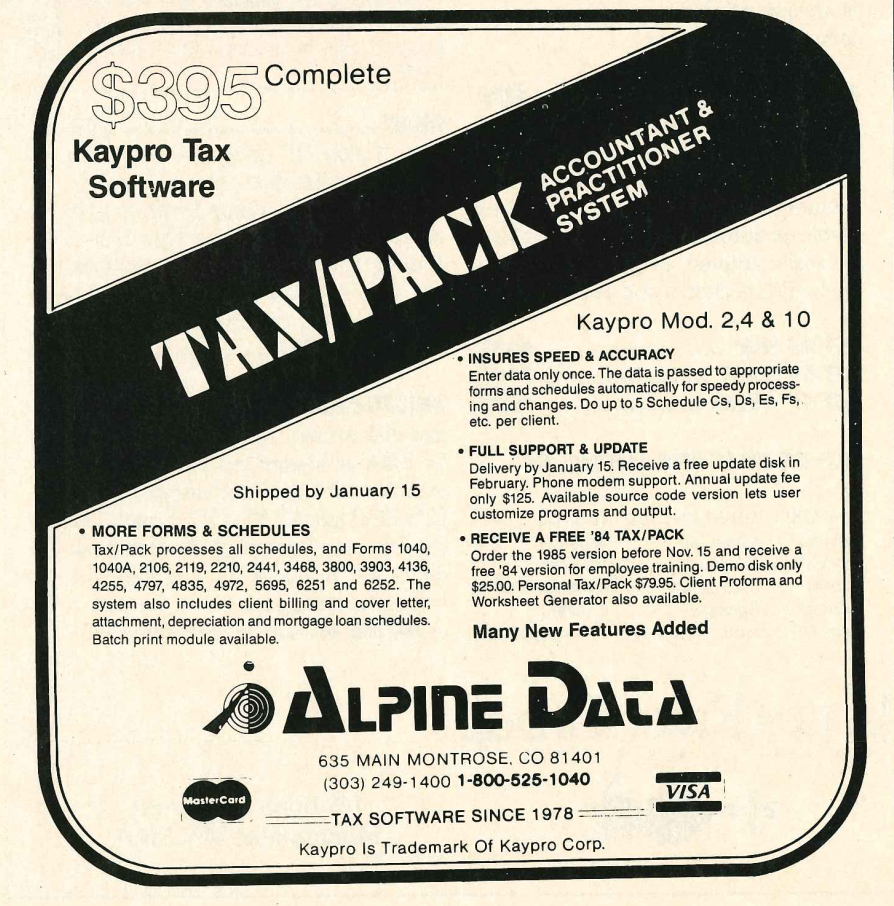 $395 Complete
Kaypro Tax
Software
TAX/PACK
ACCOUNTANT &
PRACTITIONER
SYSTEM
Kaypro Mod. 2,4 & 10
Shipped by January 15
• MORE FORMS & SCHEDULES
Tax/Pack processes all schedules, and Forms 1040,
1040A, 2106, 2119, 2210, 2441, 3468, 3800, 3903, 4136,
4255, 4797, 4835, 4972, 5695, 6251 and 6252. The
system also includes client billing and cover letter,
attachment, depreciation and mortgage loan schedules.
Batch print module available.
• INSURES SPEED & ACCURACY
Enter data only once. The data is passed to appropriate
forms and schedules automatically for speedy process-
ing and changes. Do up to 5 Schedule Cs, Ds, Es, Fs,
etc. per client.
• FULL SUPPORT & UPDATE
Delivery by January 15. Receive a free update disk in
February. Phone modem support. Annual update fee
only $125. Available source code version lets user
customize programs and output.
• RECEIVE A FREE '84 TAX/PACK
Order the 1985 version before Nov. 15 and receive a
free '84 version for employee training. Demo disk only
$25.00. Personal Tax/Pack $79.95. Client Proforma and
Worksheet Generator also available.
Many New Features Added
ALPINE DATA
635 MAIN MONTROSE, CO 81401
(303) 249-1400 1-800-525-1040
MasterCard
VISA
TAX SOFTWARE SINCE 1978
Kaypro Is Trademark Of Kaypro Corp.